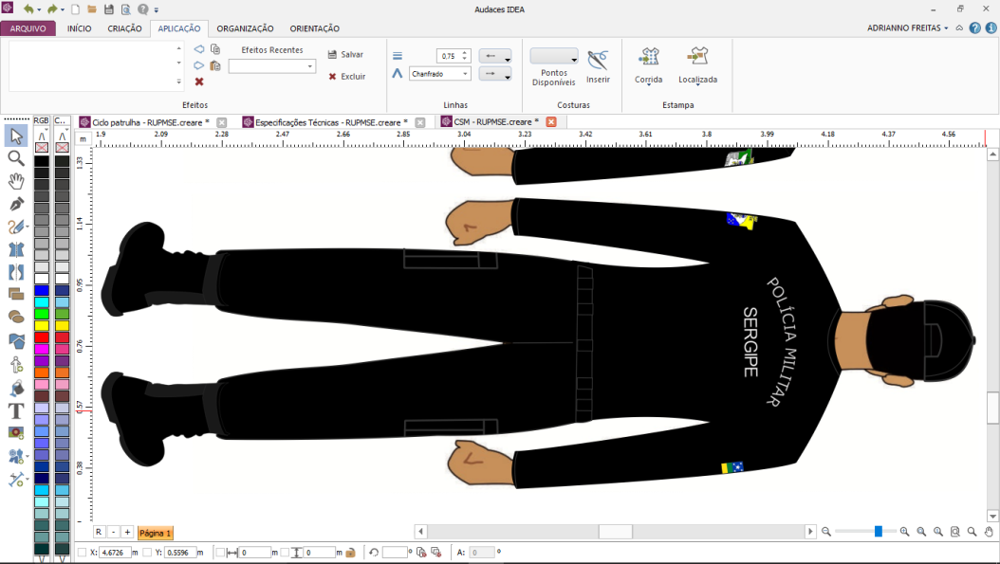 Audaces IDEA
ARQUIVO INÍCIO CRIAÇÃO APLICAÇÃO ORGANIZAÇÃO ORIENTAÇÃO ADRIANNO FREITAS
Efeitos Recentes
Salvar
Excluir
Efeitos
0,75
Chanfrado
Linhas
Pontos
Disponíveis
Inserir
Costuras
Corrida
Localizada
Estampa
RGB C...
Ciclo patrulha - RUPMSE.creare *
Especificações Técnicas - RUPMSE.creare *
CSM - RUPMSE.creare *
m 1.9 2.09 2.28 2.47 2.66 2.85 3.04 3.23 3.42 3.61 3.8 3.99 4.18 4.37 4.56
1.33
1.14
0.95
0.76
0.57
0.38
POLÍCIA MILITAR
SERGIPE
R - + Página 1
X: 4,6726 m Y: 0,5596 m 0 m 0 m º A: 0 º